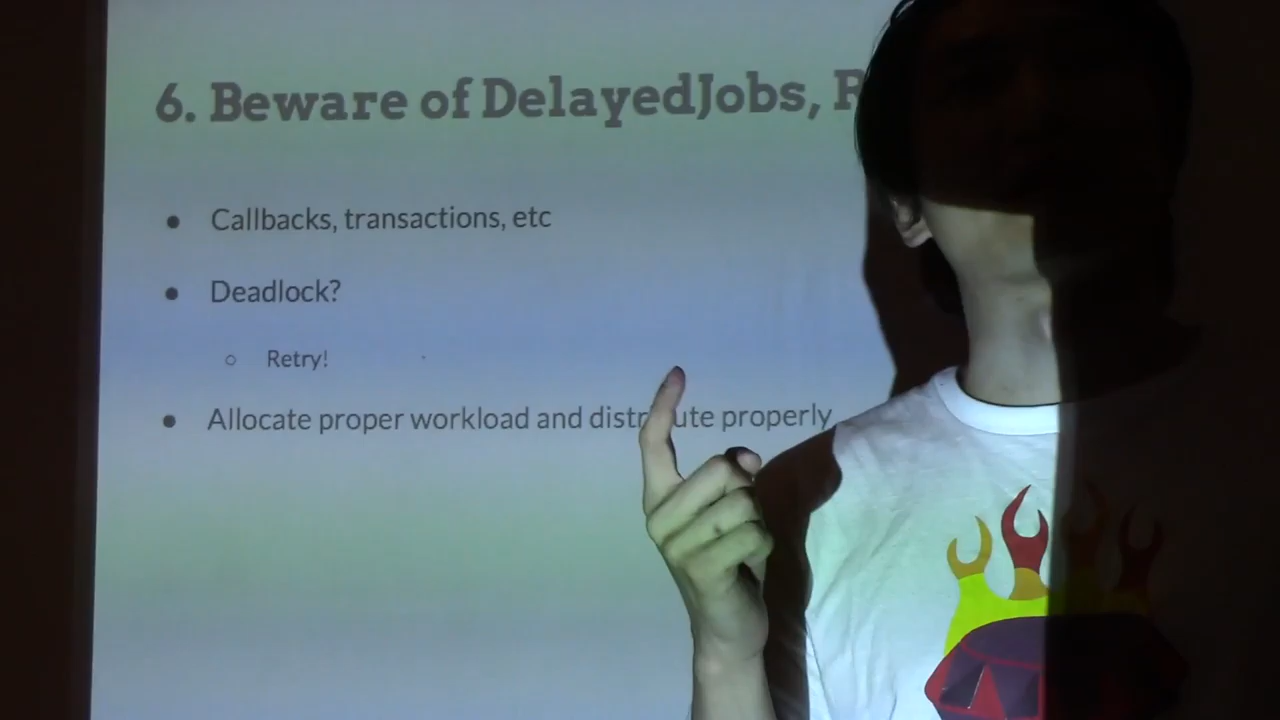 6. Beware of DelayedJobs,
Callbacks, transactions, etc
Deadlock?
Retry!
Allocate proper workload and properly